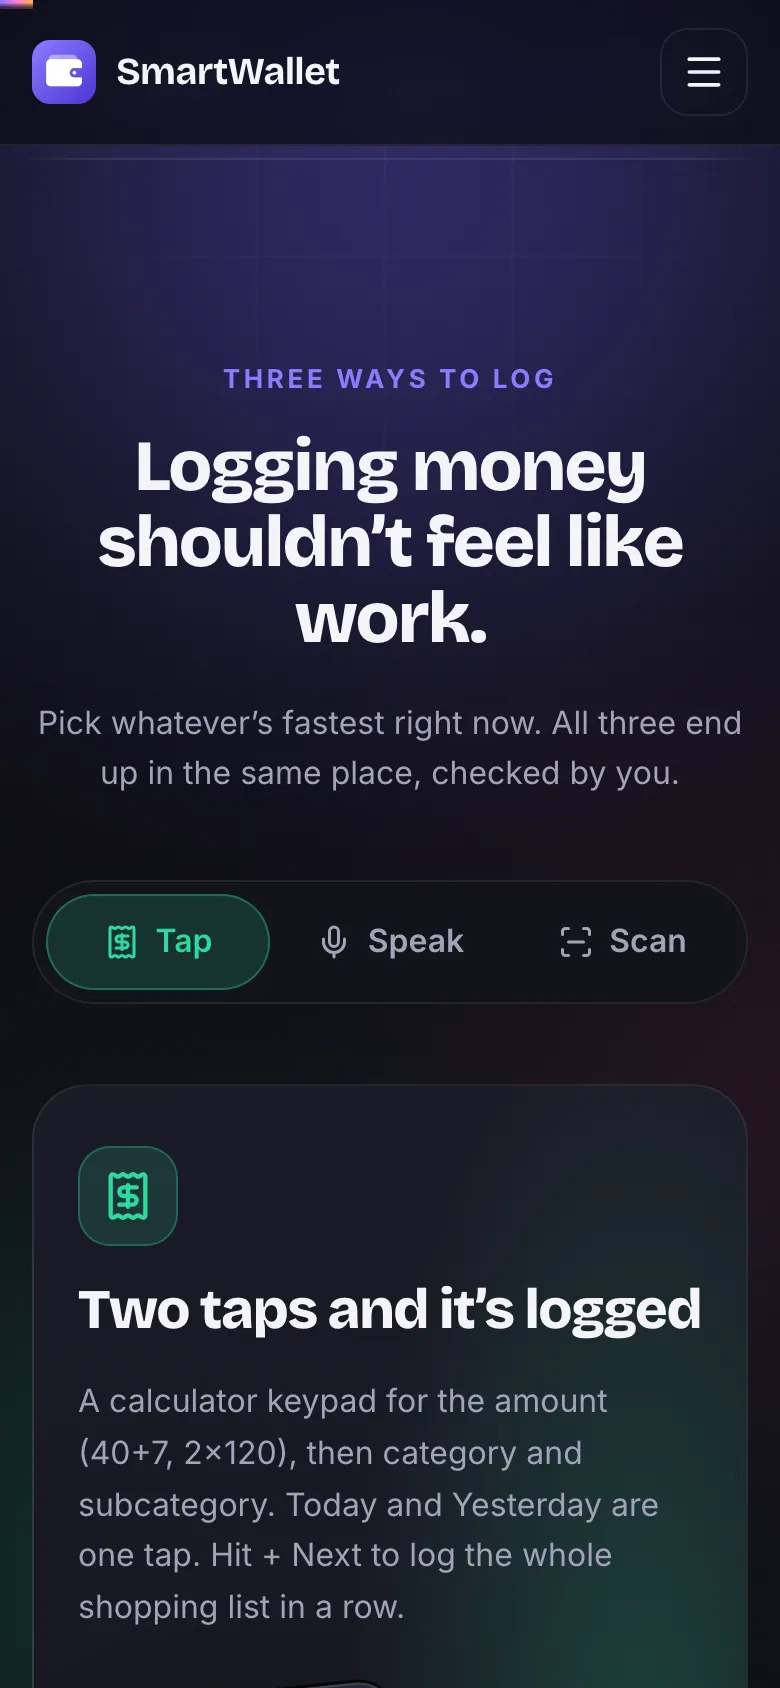 SmartWallet
THREE WAYS TO LOG
Logging money
shouldn’t feel like
work.
Pick whatever’s fastest right now. All three end
up in the same place, checked by you.
Tap
Speak
Scan
Two taps and it’s logged
A calculator keypad for the amount
(40+7, 2×120), then category and
subcategory. Today and Yesterday are
one tap. Hit + Next to log the whole
shopping list in a row.